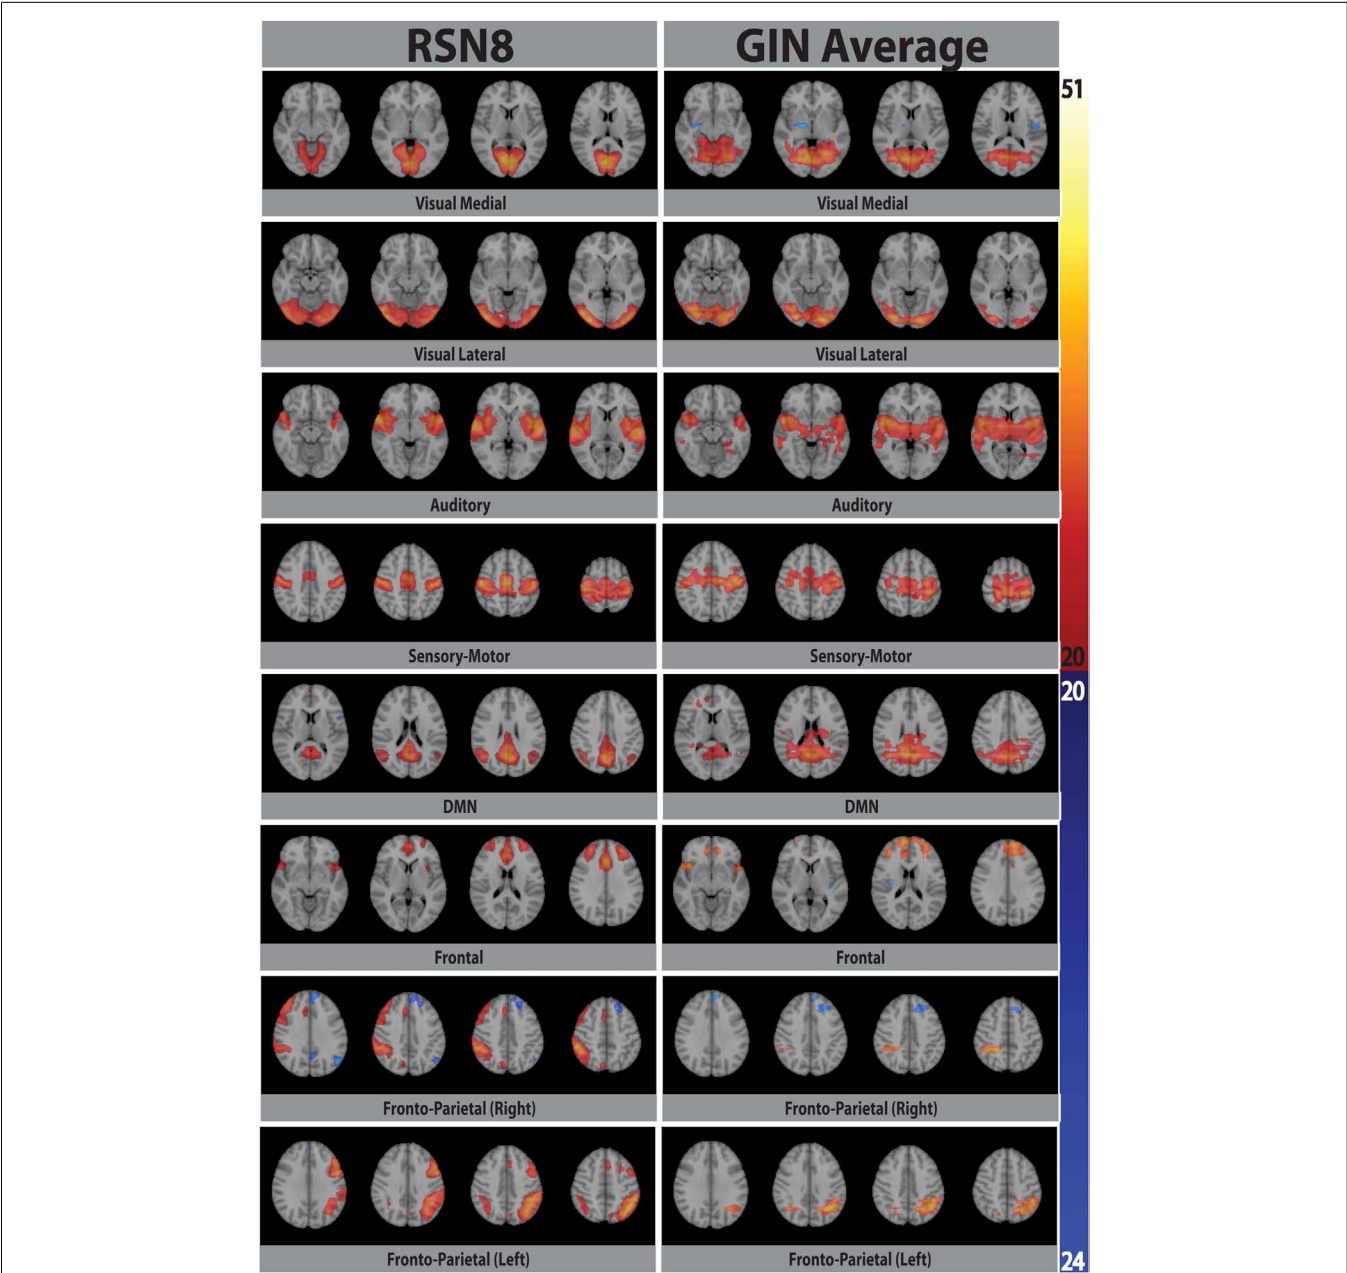 RSN8 GIN Average
51
Visual Medial Visual Medial
Visual Lateral Visual Lateral
Auditory Auditory
Sensory-Motor Sensory-Motor
20
20
DMN DMN
Frontal Frontal
Fronto-Parietal (Right) Fronto-Parietal (Right)
Fronto-Parietal (Left) Fronto-Parietal (Left)
24